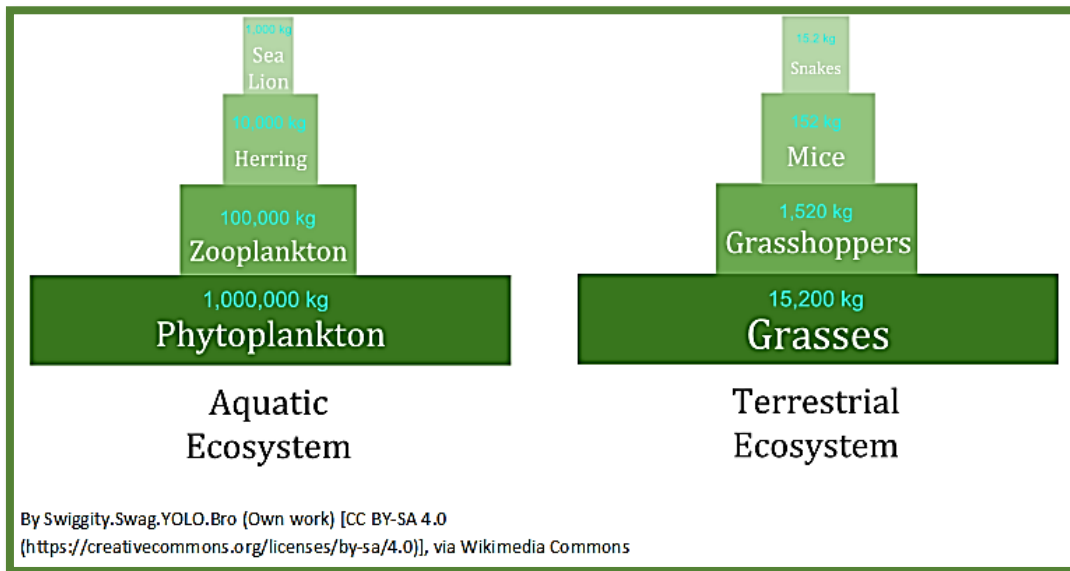 1,000 kg
Sea
Lion
10,000 kg
Herring
100,000 kg
Zooplankton
1,000,000 kg
Phytoplankton
Aquatic
Ecosystem
15.2 kg
Snakes
152 kg
Mice
1,520 kg
Grasshoppers
15,200 kg
Grasses
Terrestrial
Ecosystem
By Swiggity.Swag.YOLO.Bro (Own work) [CC BY-SA 4.0
(https://creativecommons.org/licenses/by-sa/4.0)], via Wikimedia Commons